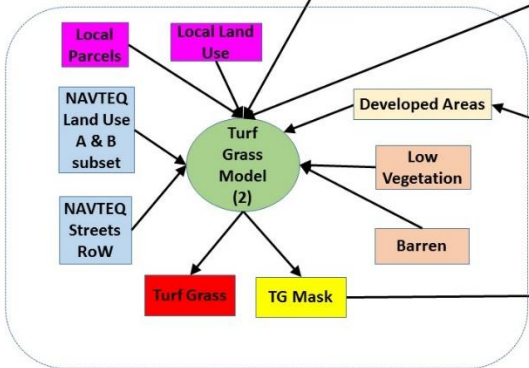 Local
Parcels
Local Land
Use
NAVTEQ
Land Use
A & B
subset
Turf
Grass
Model
(2)
Developed Areas
Low
Vegetation
NAVTEQ
Streets
RoW
Barren
Turf Grass
TG Mask